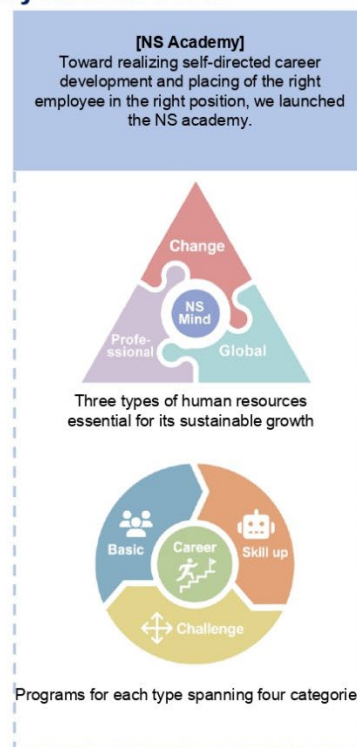 [NS Academy]
Toward realizing self-directed career
development and placing of the right
employee in the right position, we launched
the NS academy.
Change
NS
Mind
Profe-
ssional
Global
Three types of human resources
essential for its sustainable growth
Basic
Career
Skill up
Challenge
Programs for each type spanning four categorie